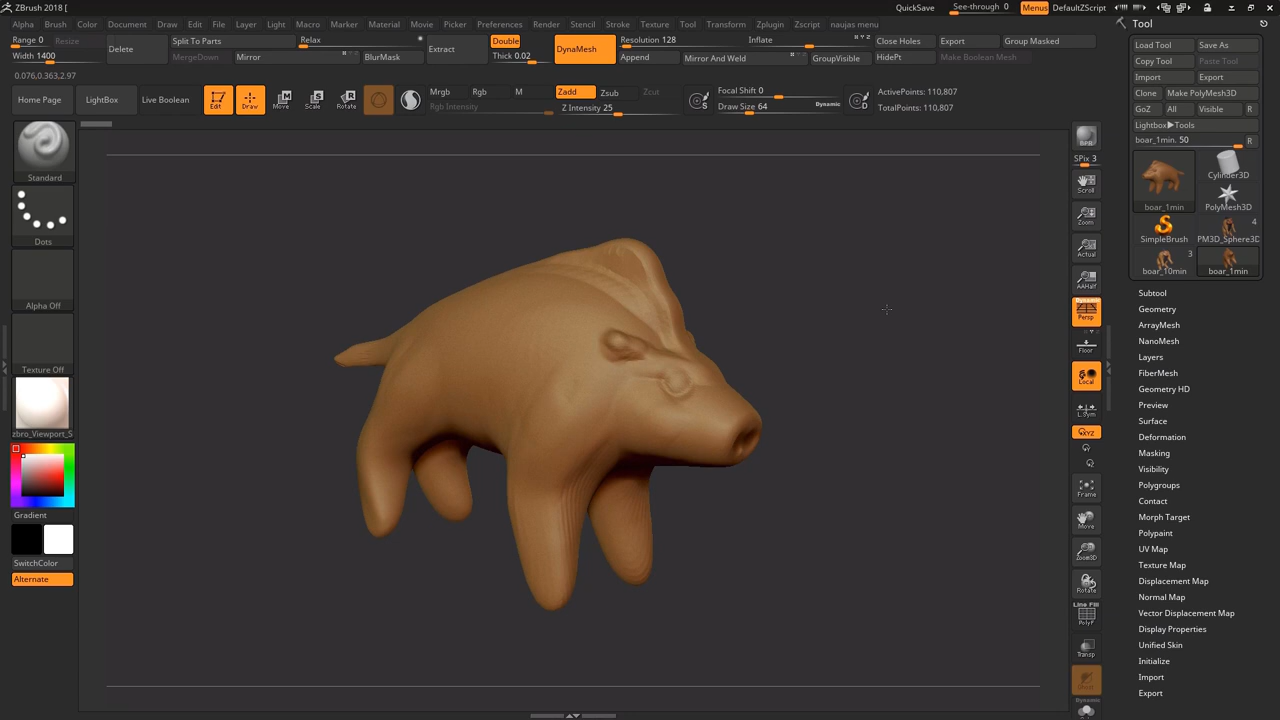 ZBrush 2018 [
QuickSave See-through 0 Menus DefaultZScript
Alpha Brush Color Document Draw Edit File Layer Light Macro Marker Material Movie Picker Preferences Render Stencil Stroke Texture Tool Transform Zplugin Zscript naujas menu
Tool
Range 0 Resize
Width 1400
Delete
Split To Parts
MergeDown Mirror
Relax
BlurMask
Extract
Double
Thick 0.02
DynaMesh
Resolution 128
Append
Inflate
Mirror And Weld
GroupVisible
Close Holes
HidePt
Export
Make Boolean Mesh
Group Masked
0.076,0.363,2.97
Home Page LightBox Live Boolean
Edit Draw Move Scale Rotate
Mrgb Rgb M
Rgb Intensity
Zadd Zsub Zcut
Z Intensity 25
S
Focal Shift 0
Draw Size 64 Dynamic
D
ActivePoints: 110,807
TotalPoints: 110,807
Standard
Dots
Alpha Off
Texture Off
zbro_Viewport_S
Gradient
SwitchColor
Alternate
BPR
SPix 3
Scroll
Zoom
Actual
AAHalf
Dynamic
Persp
Floor
Local
L.Sym
XYZ
Frame
Move
Zoom3D
Rotate
Line Fill
PolyF
Transp
Dynamic
Load Tool Save As
Copy Tool Paste Tool
Import Export
Clone Make PolyMesh3D
GoZ All Visible R
Lightbox▶Tools
boar_1min. 50 R
boar_1min
Cylinder3D
PolyMesh3D
SimpleBrush
4
PM3D_Sphere3D
3
boar_10min
boar_1min
Subtool
Geometry
ArrayMesh
NanoMesh
Layers
FiberMesh
Geometry HD
Preview
Surface
Deformation
Masking
Visibility
Polygroups
Contact
Morph Target
Polypaint
UV Map
Texture Map
Displacement Map
Normal Map
Vector Displacement Map
Display Properties
Unified Skin
Initialize
Import
Export